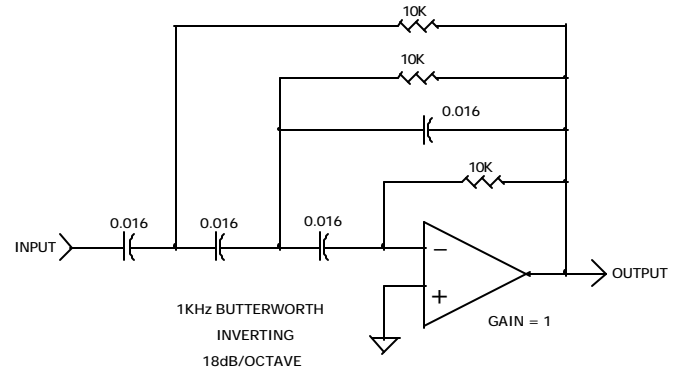 10K
10K
0.016
10K
0.016
0.016
0.016
INPUT
−
+
OUTPUT
1KHz BUTTERWORTH
INVERTING
18dB/OCTAVE
GAIN = 1